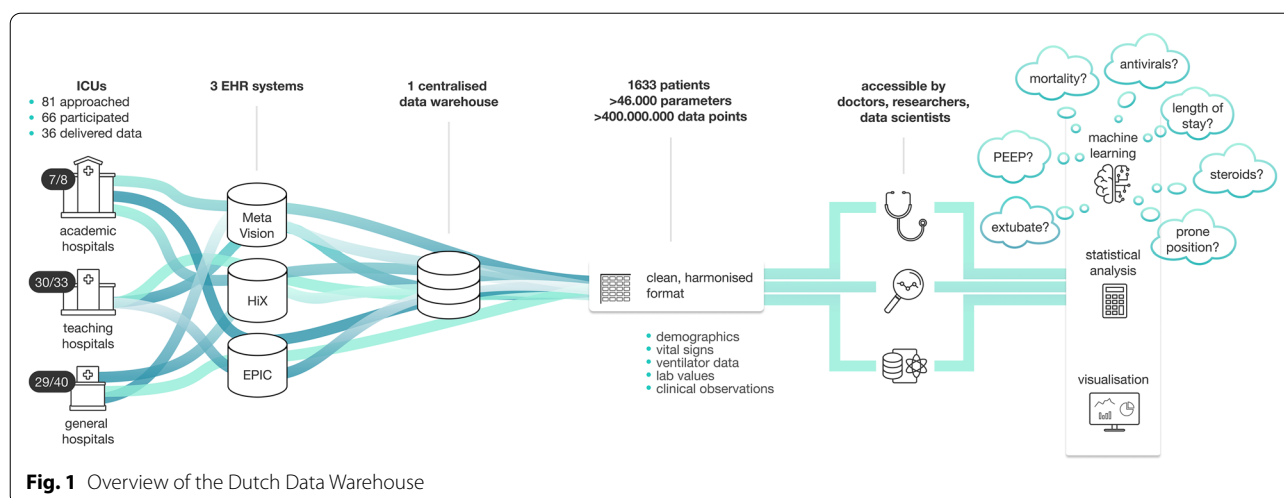 ICUs
• 81 approached
• 66 participated
• 36 delivered data
7/8
academic
hospitals
30/33
teaching
hospitals
29/40
general
hospitals
3 EHR systems
Meta
Vision
HiX
EPIC
1 centralised
data warehouse
1633 patients
>46.000 parameters
>400.000.000 data points
clean, harmonised
format
• demographics
• vital signs
• ventilator data
• lab values
• clinical observations
accessible by
doctors, researchers,
data scientists
mortality?
antivirals?
length of
stay?
PEEP?
machine
learning
steroids?
extubate?
prone
position?
statistical
analysis
visualisation
Fig. 1 Overview of the Dutch Data Warehouse